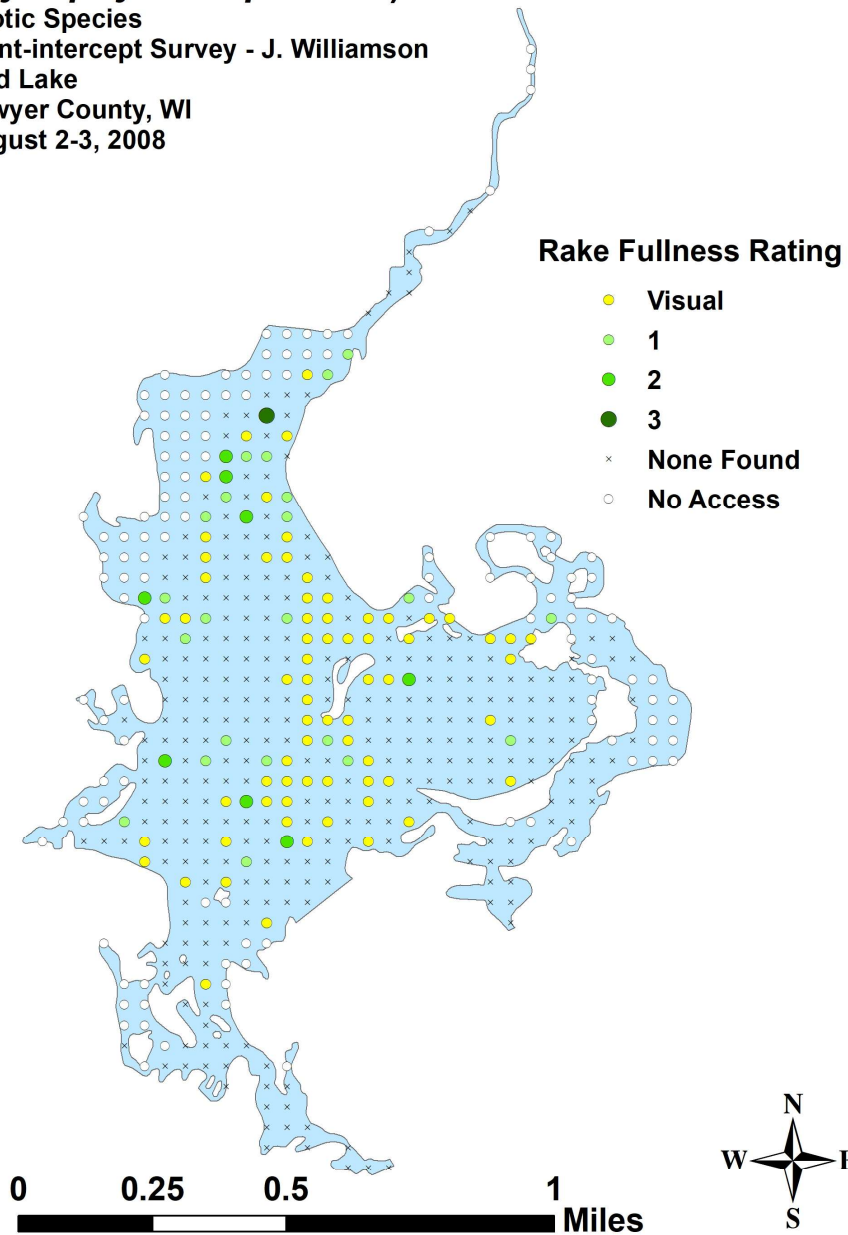 otic Species
nt-intercept Survey - J. Williamson
d Lake
wyer County, WI
gust 2-3, 2008
Rake Fullness Rating
Visual
1
2
3
None Found
No Access
N
W
S
0 0.25 0.5 1
Miles